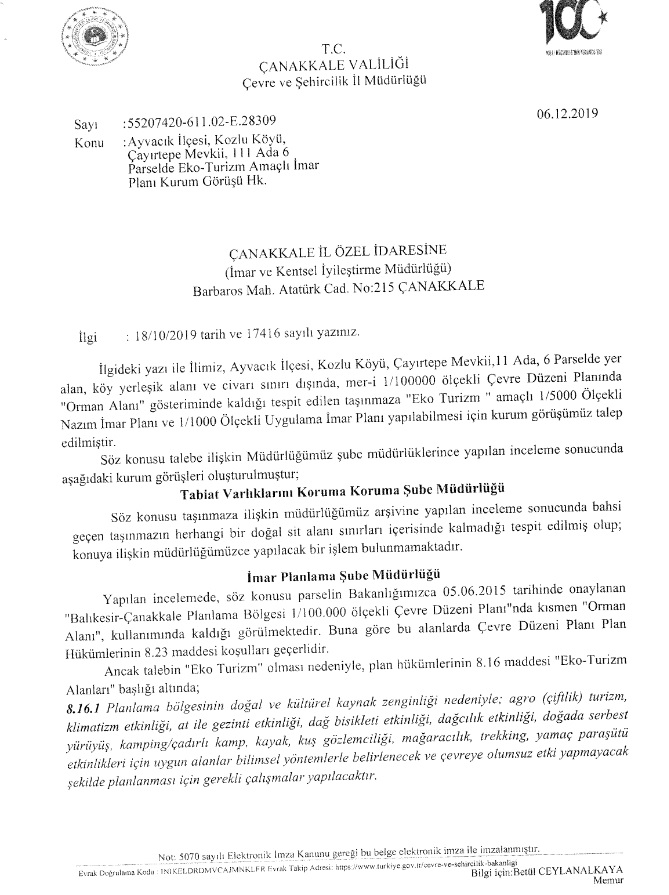 100
T.C.
ÇANAKKALE VALİLİĞİ
Çevre ve Şehircilik İl Müdürlüğü
06.12.2019
Sayı :55207420-611.02-E.28309
Konu :Ayvacık İlçesi, Kozlu Köyü,
Çayırtepe Mevkii, 111 Ada 6
Parselde Eko-Turizm Amaçlı İmar
Planı Kurum Görüşü Hk.
ÇANAKKALE İL ÖZEL İDARESİNE
(İmar ve Kentsel İyileştirme Müdürlüğü)
Barbaros Mah. Atatürk Cad. No:215 ÇANAKKALE
İlgi : 18/10/2019 tarih ve 17416 sayılı yazınız.
İlgideki yazı ile İlimiz, Ayvacık İlçesi, Kozlu Köyü, Çayırtepe Mevkii,11 Ada, 6 Parselde yer
alan, köy yerleşik alanı ve civarı sınırı dışında, mer-i 1/100000 ölçekli Çevre Düzeni Planında
"Orman Alanı" gösteriminde kaldığı tespit edilen taşınmaza "Eko Turizm " amaçlı 1/5000 Ölçekli
Nazım İmar Planı ve 1/1000 Ölçekli Uygulama İmar Planı yapılabilmesi için kurum görüşümüz talep
edilmiştir.
Söz konusu talebe ilişkin Müdürlüğümüz şube müdürlüklerince yapılan inceleme sonucunda
aşağıdaki kurum görüşleri oluşturulmuştur;
Tabiat Varlıklarını Koruma Koruma Şube Müdürlüğü
Söz konusu taşınmaza ilişkin müdürlüğümüz arşivine yapılan inceleme sonucunda bahsi
geçen taşınmazın herhangi bir doğal sit alanı sınırları içerisinde kalmadığı tespit edilmiş olup;
konuya ilişkin müdürlüğümüzce yapılacak bir işlem bulunmamaktadır.
İmar Planlama Şube Müdürlüğü
Yapılan incelemede, söz konusu parselin Bakanlığımızca 05.06.2015 tarihinde onaylanan
"Balıkesir-Çanakkale Planlama Bölgesi 1/100.000 ölçekli Çevre Düzeni Planı"nda kısmen "Orman
Alanı", kullanımında kaldığı görülmektedir. Buna göre bu alanlarda Çevre Düzeni Planı Plan
Hükümlerinin 8.23 maddesi koşulları geçerlidir.
Ancak talebin "Eko Turizm" olması nedeniyle, plan hükümlerinin 8.16 maddesi "Eko-Turizm
Alanları" başlığı altında;
8.16.1 Planlama bölgesinin doğal ve kültürel kaynak zenginliği nedeniyle; agro (çiftlik) turizm,
klimatizm etkinliği, at ile gezinti etkinliği, dağ bisikleti etkinliği, dağcılık etkinliği, doğada serbest
yürüyüş, kamping/çadırlı kamp, kayak, kuş gözlemciliği, mağaracılık, trekking, yamaç paraşütü
etkinlikleri için uygun alanlar bilimsel yöntemlerle belirlenecek ve çevreye olumsuz etki yapmayacak
şekilde planlanması için gerekli çalışmalar yapılacaktır.
Not: 5070 sayılı Elektronik İmza Kanunu gereği bu belge elektronik imza ile imzalanmıştır.
Evrak Doğrulama Kodu : INIKELDRDMVCAJMNKLER Evrak Takip Adresi: https://www.turkiye.gov.tr/cevre-ve-sehircilik-bakanligi
Bilgi için:Betül CEYLANALKAYA
Memur